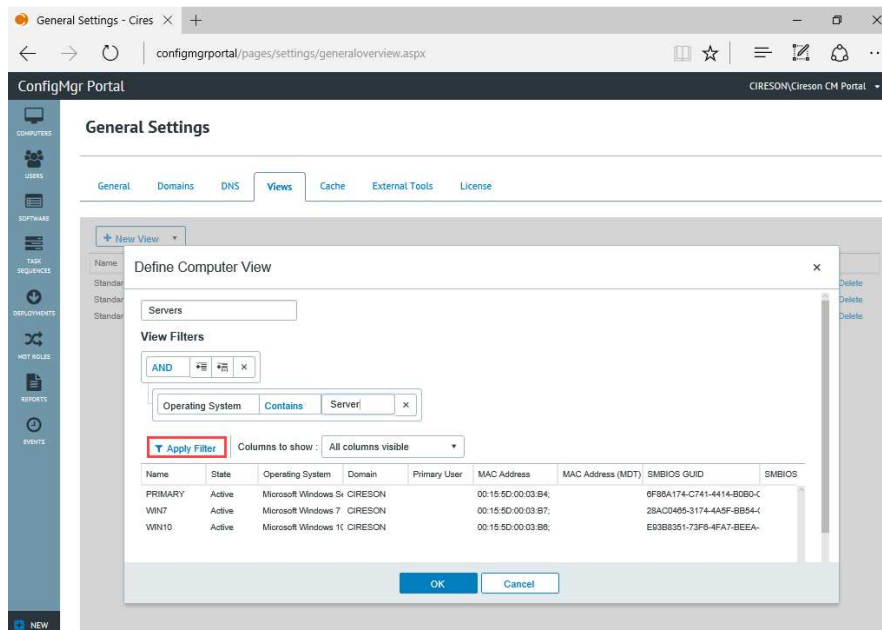 General Settings - Cires
configmgrportal/pages/settings/generaloverview.aspx
ConfigMgr Portal
CIRESON\Cireson CM Portal
COMPUTERS
USERS
SOFTWARE
TASK
SEQUENCES
DEPLOYMENTS
MDT ROLES
REPORTS
EVENTS
NEW
General Settings
General Domains DNS Views Cache External Tools License
+ New View
Name
Standar Delete
Standar Delete
Standar Delete
Define Computer View
Servers
View Filters
AND
Operating System Contains Server
Apply Filter Columns to show : All columns visible
Name State Operating System Domain Primary User MAC Address MAC Address (MDT) SMBIOS GUID SMBIOS
PRIMARY Active Microsoft Windows Se CIRESON 00:15:5D:00:03:B4; 6F86A174-C741-4414-B0B0-C
WIN7 Active Microsoft Windows 7 CIRESON 00:15:5D:00:03:B7; 28AC0465-3174-4A5F-BB54-(
WIN10 Active Microsoft Windows 1( CIRESON 00:15:5D:00:03:B6; E93B8351-73F6-4FA7-BEEA-
OK Cancel